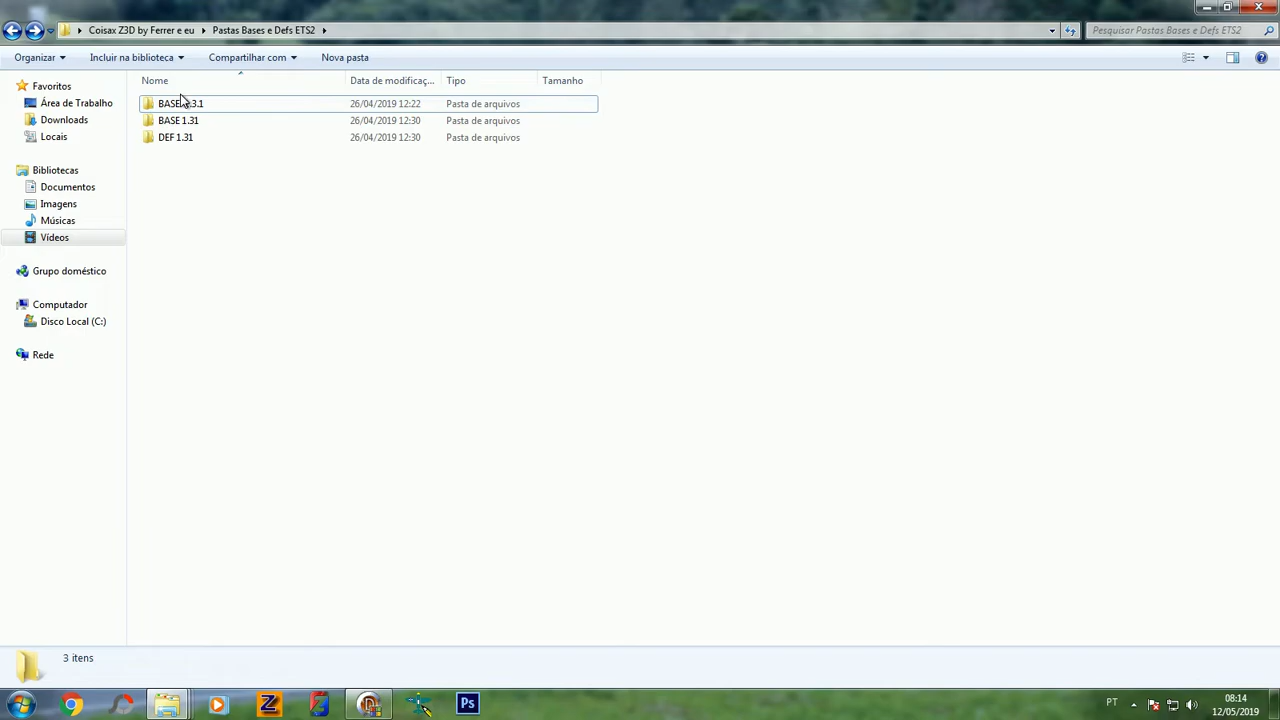 Coisax Z3D by Ferrer e eu Pastas Bases e Defs ETS2 Pesquisar Pastas Bases e Defs ETS2
Organizar Incluir na biblioteca Compartilhar com Nova pasta
Nome Data de modificaç... Tipo Tamanho
Favoritos
Área de Trabalho
Downloads
Locais
Bibliotecas
Documentos
Imagens
Músicas
Vídeos
Grupo doméstico
Computador
Disco Local (C:)
Rede
26/04/2019 12:22 Pasta de arquivos
BASE 1.31 26/04/2019 12:30 Pasta de arquivos
DEF 1.31 26/04/2019 12:30 Pasta de arquivos
3 itens
Ps
PT
08:14
12/05/2019